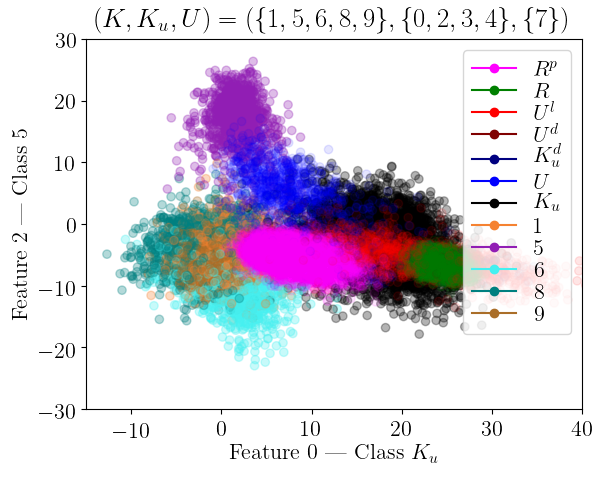 (K, K_u, U) = ({1, 5, 6, 8, 9}, {0, 2, 3, 4}, {7})
30
20
10
0
−10
−20
−30
Feature 2 — Class 5
R^p
R
U^l
U^d
K_u^d
U
K_u
1
5
6
8
9
−10
0
10
20
30
40
Feature 0 — Class K_u